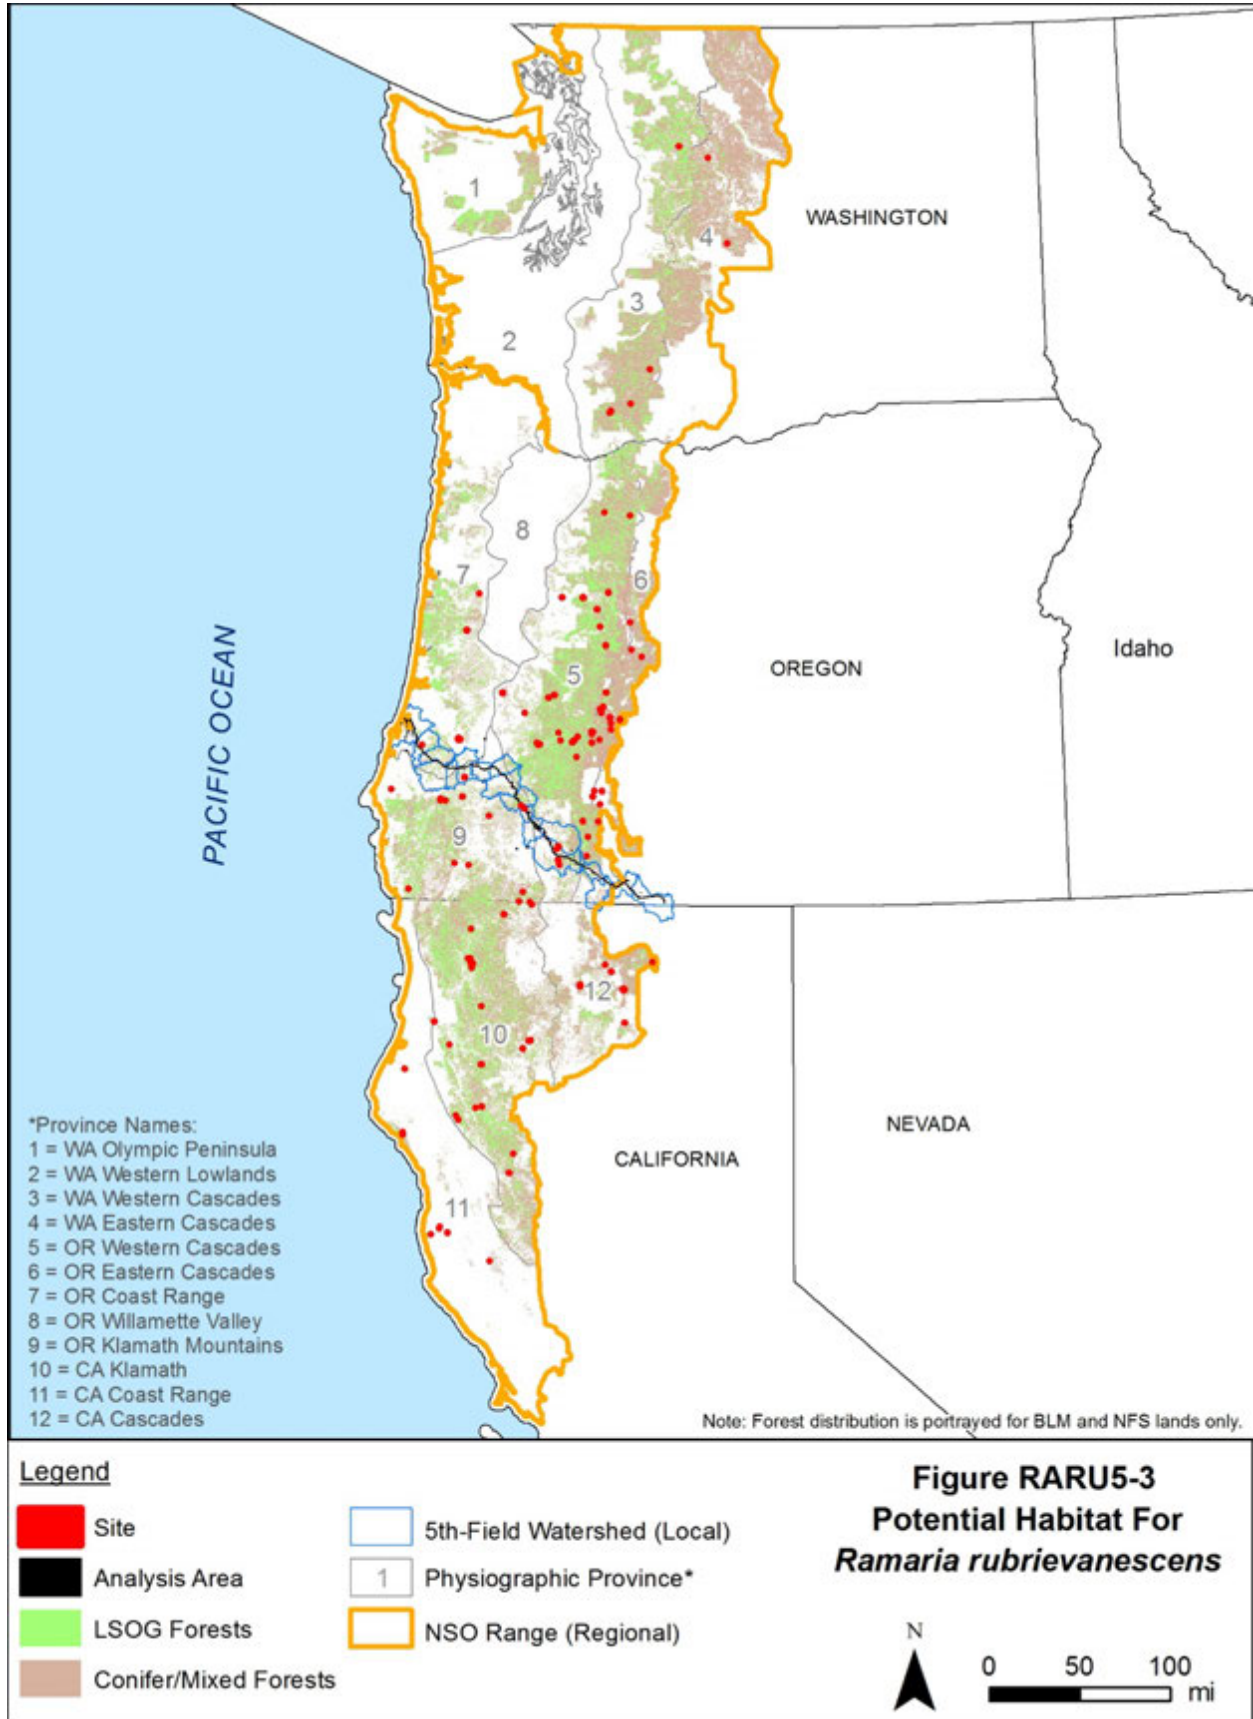 1
WASHINGTON
4
3
2
8
7
6
5
OREGON
Idaho
PACIFIC OCEAN
9
12
10
11
NEVADA
CALIFORNIA
*Province Names:
1 = WA Olympic Peninsula
2 = WA Western Lowlands
3 = WA Western Cascades
4 = WA Eastern Cascades
5 = OR Western Cascades
6 = OR Eastern Cascades
7 = OR Coast Range
8 = OR Willamette Valley
9 = OR Klamath Mountains
10 = CA Klamath
11 = CA Coast Range
12 = CA Cascades
Note: Forest distribution is portrayed for BLM and NFS lands only.
Legend
Site
Analysis Area
LSOG Forests
Conifer/Mixed Forests
5th-Field Watershed (Local)
1 Physiographic Province*
NSO Range (Regional)
Figure RARU5-3
Potential Habitat For
Ramaria rubrievanescens
N
0 50 100
mi